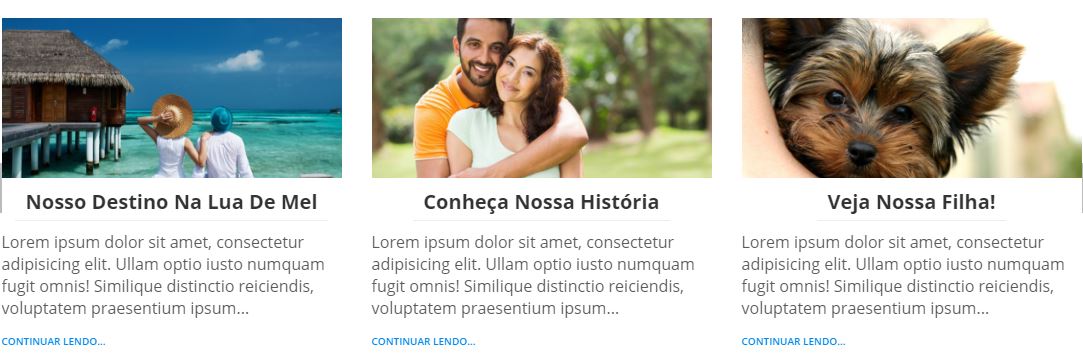 Nosso Destino Na Lua De Mel
Lorem ipsum dolor sit amet, consectetur
adipisicing elit. Ullam optio iusto numquam
fugit omnis! Similique distinctio reiciendis,
voluptatem praesentium ipsum...
CONTINUAR LENDO...
Conheça Nossa História
Lorem ipsum dolor sit amet, consectetur
adipisicing elit. Ullam optio iusto numquam
fugit omnis! Similique distinctio reiciendis,
voluptatem praesentium ipsum...
CONTINUAR LENDO...
Veja Nossa Filha!
Lorem ipsum dolor sit amet, consectetur
adipisicing elit. Ullam optio iusto numquam
fugit omnis! Similique distinctio reiciendis,
voluptatem praesentium ipsum...
CONTINUAR LENDO...